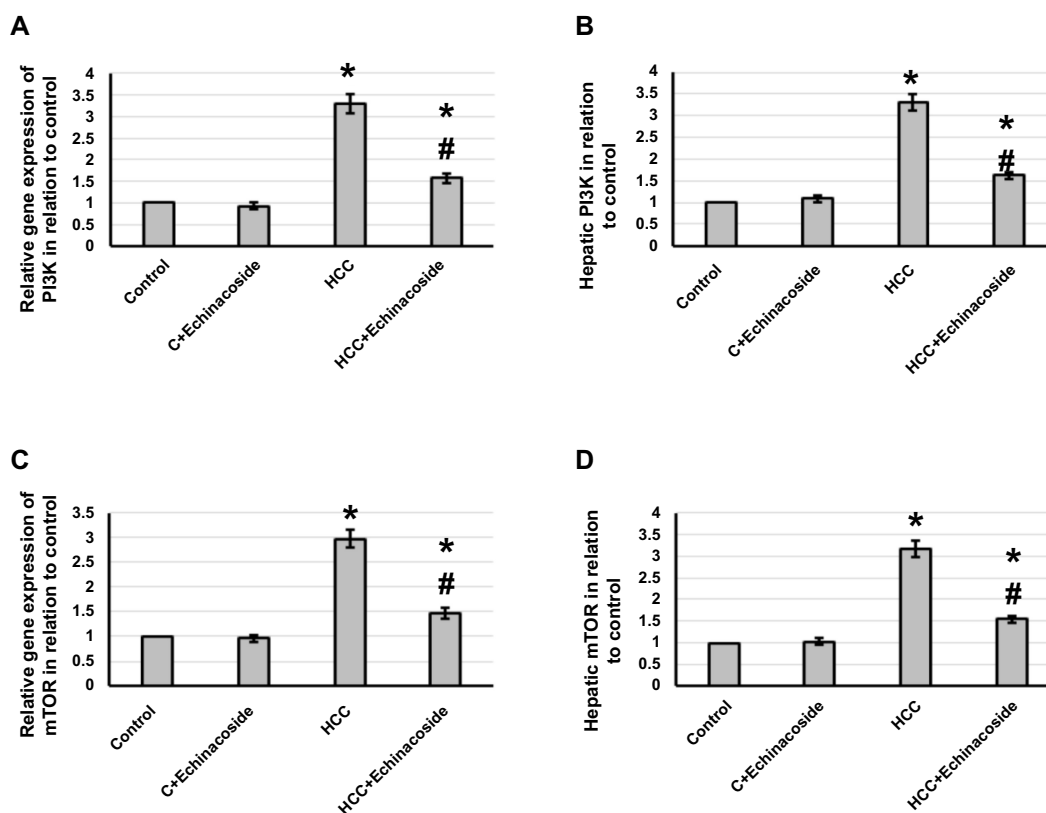 A
Relative gene expression of
PI3K in relation to control
4
3.5
3
2.5
2
1.5
1
0.5
0
*
*
#
Control
C+Echinacoside
HCC
HCC+Echinacoside
B
Hepatic PI3K in relation
to control
4
3.5
3
2.5
2
1.5
1
0.5
0
*
*
#
Control
C+Echinacoside
HCC
HCC+Echinacoside
C
Relative gene expression of
mTOR in relation to control
3.5
3
2.5
2
1.5
1
0.5
0
*
*
#
Control
C+Echinacoside
HCC
HCC+Echinacoside
D
Hepatic mTOR in relation
to control
4
3.5
3
2.5
2
1.5
1
0.5
0
*
*
#
Control
C+Echinacoside
HCC
HCC+Echinacoside